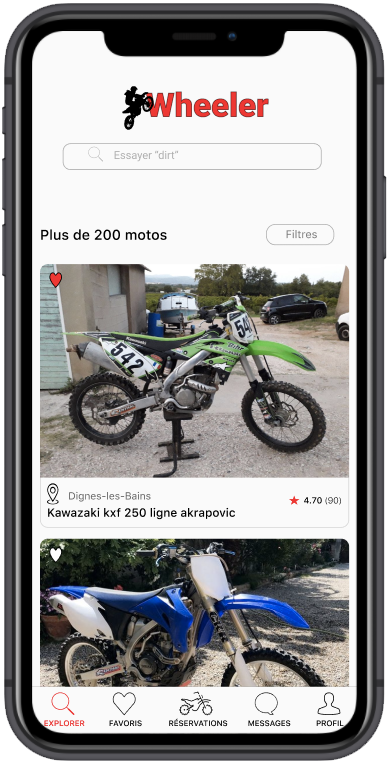 Wheeler
Essayer "dirt"
Plus de 200 motos
Filtres
542
54
Dignes-les-Bains
4.70 (90)
Kawazaki kxf 250 ligne akrapovic
EXPLORER
FAVORIS
RÉSERVATIONS
MESSAGES
PROFIL